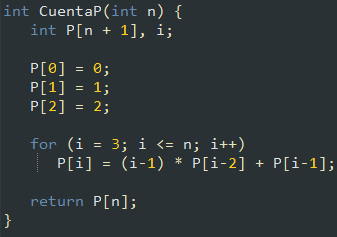 int CuentaP(int n) {
int P[n + 1], i;
P[0] = 0;
P[1] = 1;
P[2] = 2;
for (i = 3; i <= n; i++)
P[i] = (i-1) * P[i-2] + P[i-1];
return P[n];
}